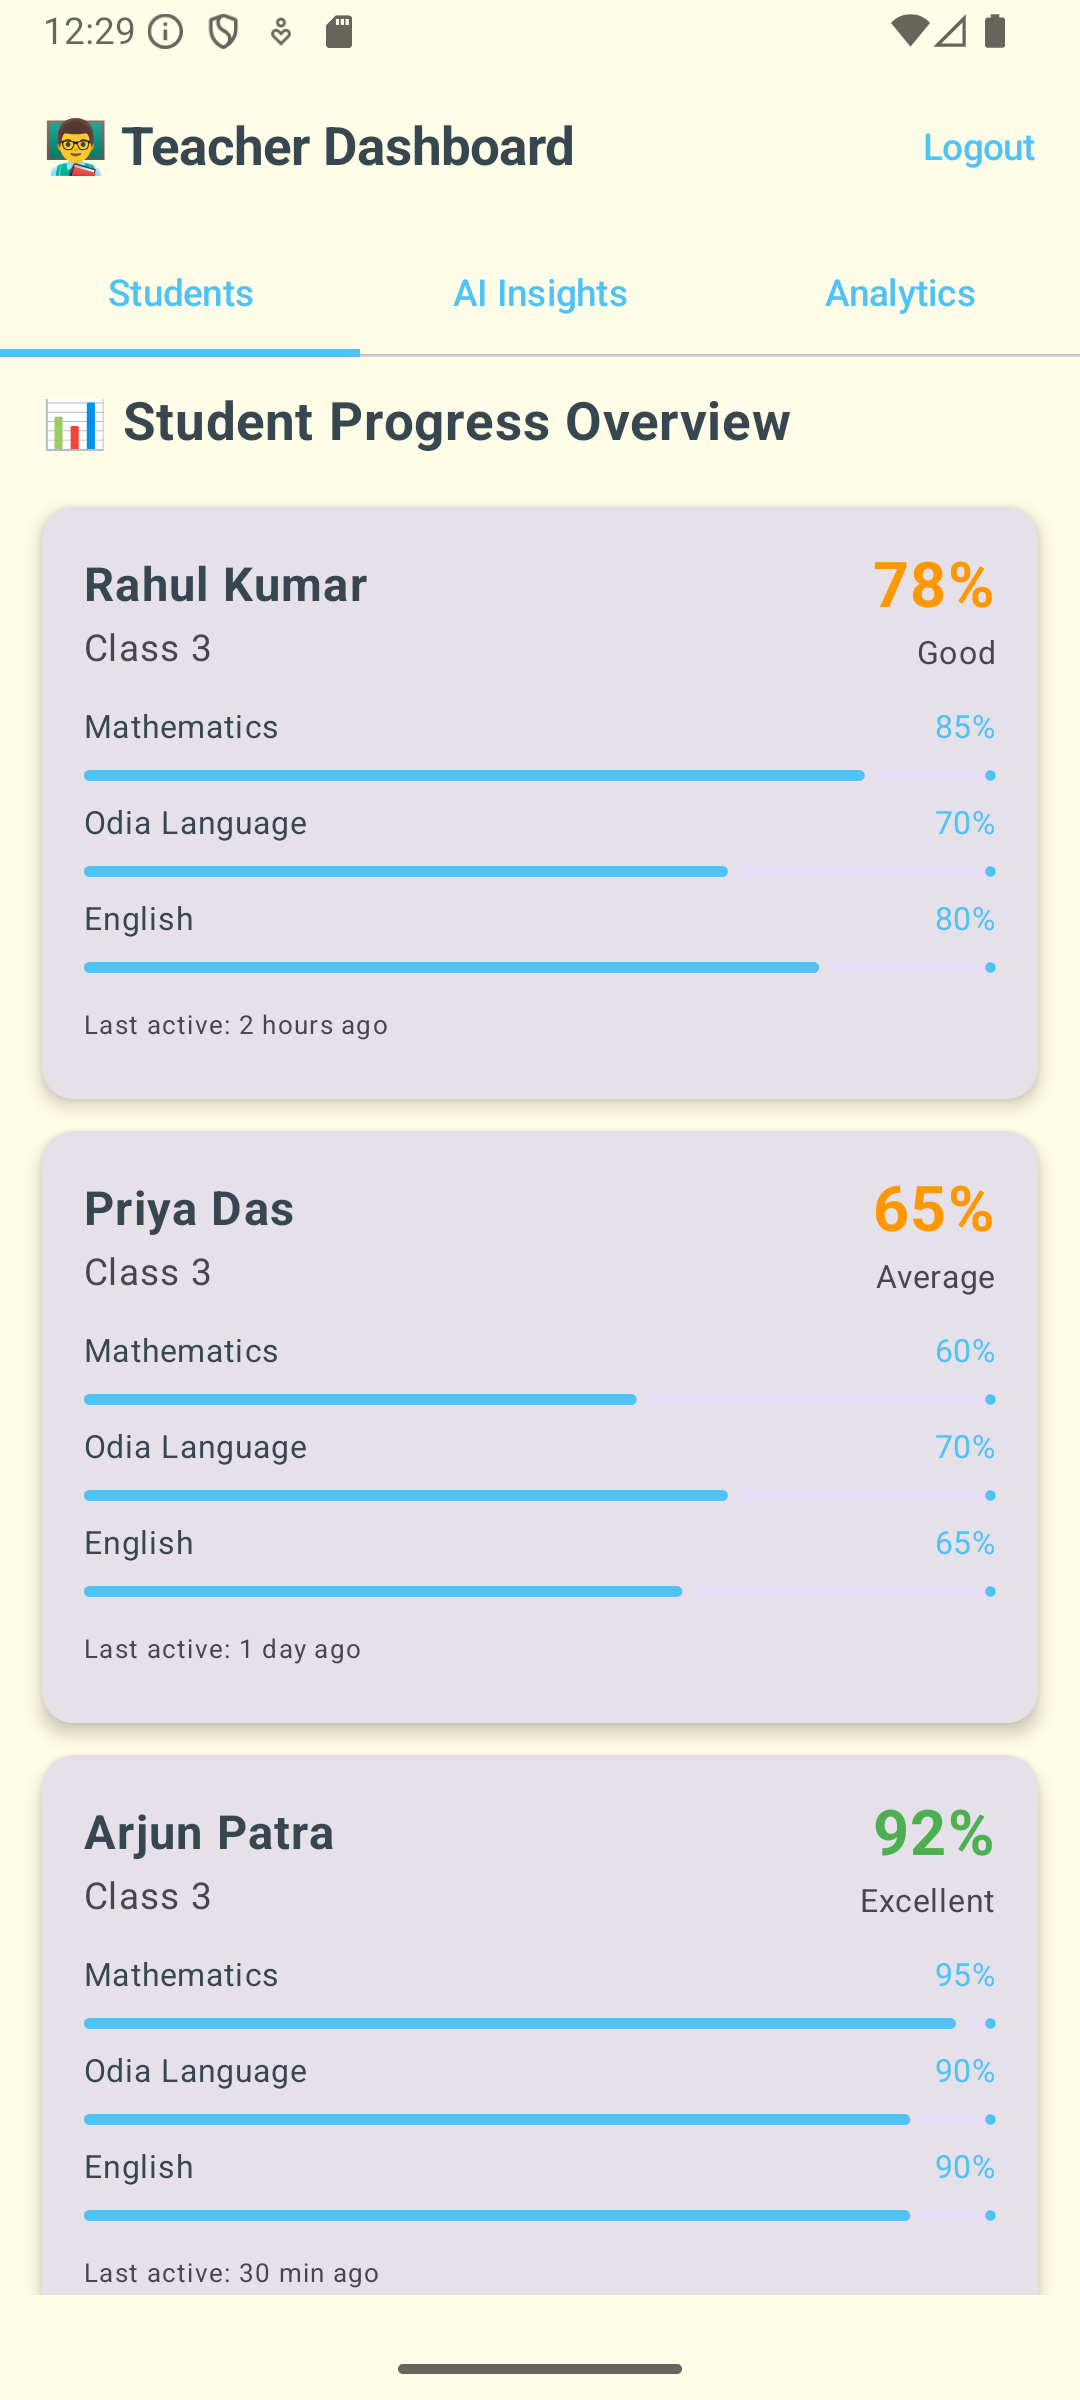 12:29
Teacher Dashboard
Logout
Students
AI Insights
Analytics
Student Progress Overview
Rahul Kumar
78%
Class 3
Good
Mathematics
85%
Odia Language
70%
English
80%
Last active: 2 hours ago
Priya Das
65%
Class 3
Average
Mathematics
60%
Odia Language
70%
English
65%
Last active: 1 day ago
Arjun Patra
92%
Class 3
Excellent
Mathematics
95%
Odia Language
90%
English
90%
Last active: 30 min ago